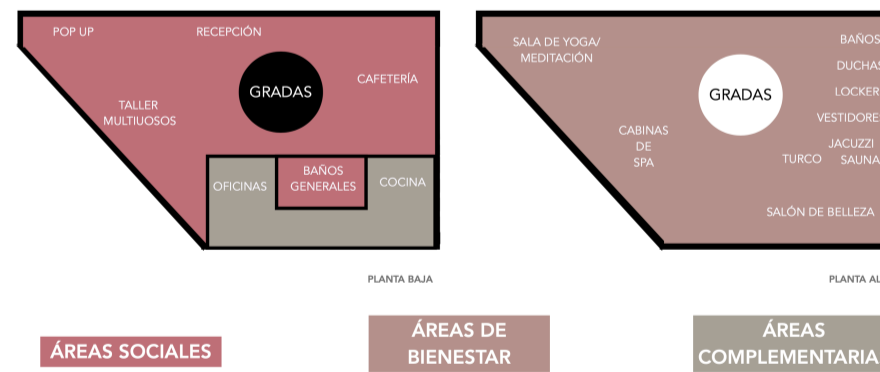 POP UP
RECEPCIÓN
GRADAS
CAFETERÍA
TALLER
MULTIUOSOS
OFICINAS
BAÑOS
GENERALES
COCINA
PLANTA BAJA
SALA DE YOGA/
MEDITACIÓN
GRADAS
CABINAS
DE
SPA
BAÑOS
DUCHAS
LOCKER
VESTIDORE
JACUZZI
TURCO SAUNA
SALÓN DE BELLEZA
PLANTA AL
ÁREAS SOCIALES
ÁREAS DE
BIENESTAR
ÁREAS
COMPLEMENTARIA